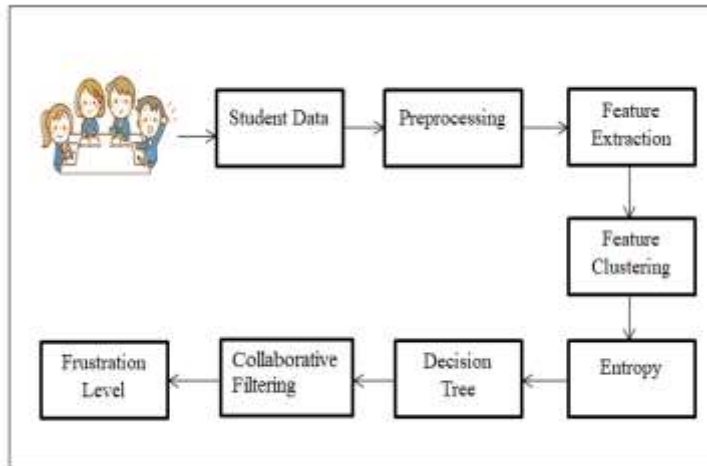 Student Data
Preprocessing
Feature
Extraction
Feature
Clustering
Entropy
Decision
Tree
Collaborative
Filtering
Frustration
Level